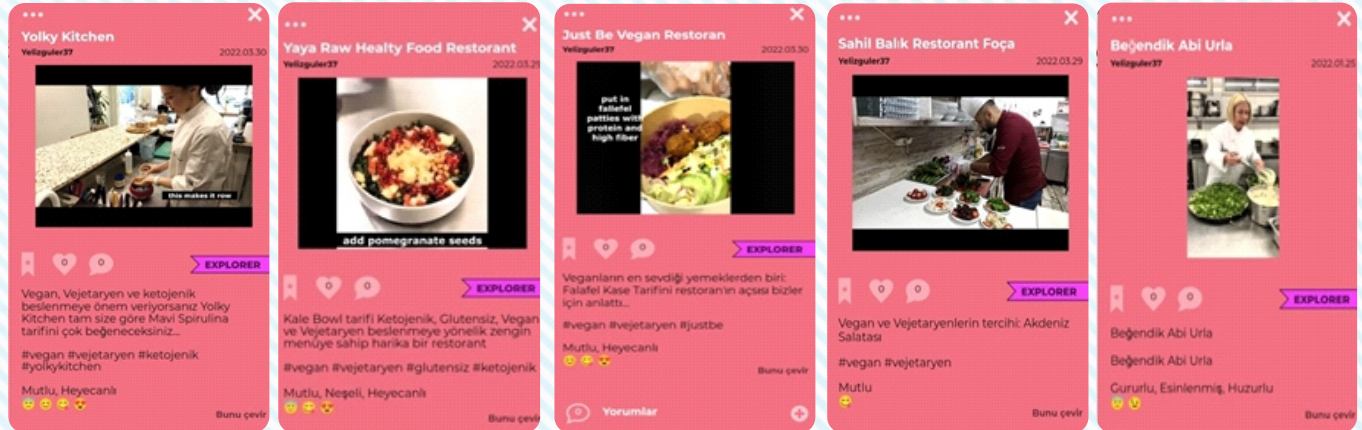 Yolky Kitchen
Yelizguler37 2022.03.30
this makes it row
0 0
EXPLORER
Vegan, Vejetaryen ve ketojenik
beslenmeye önem veriyorsanız Yolky
Kitchen tam size göre Mavi Spirulina
tarifini çok beğeneceksiniz...
#vegan #vejetaryen #ketojenik
#yolkykitchen
Mutlu, Heyecanlı
Bunu çevir
Yaya Raw Healty Food Restorant
Yelizguler37 2022.03.29
add pomegranate seeds
0 0
EXPLORER
Kale Bowl tarifi Ketojenik, Glutensiz, Vegan
ve Vejetaryen beslenmeye yönelik zengin
menüye sahip harika bir restorant
#vegan #vejetaryen #glutensiz #ketojenik
Mutlu, Neşeli, Heyecanlı
Bunu çevir
Just Be Vegan Restoran
Yelizguler37 2022.03.30
put in
fallefel
patties with
protein and
high fiber
0 0
EXPLORER
Veganların en sevdiği yemeklerden biri:
Falafel Kase Tarifini restoran'ın aşçısı bizler
için anlattı...
#vegan #vejetaryen #justbe
Mutlu, Heyecanlı
Bunu çevir
Yorumlar
Sahil Balık Restorant Foça
Yelizguler37 2022.03.29
0 0
EXPLORER
Vegan ve Vejetaryenlerin tercihi: Akdeniz
Salatası
#vegan #vejetaryen
Mutlu
Bunu çevir
Beğendik Abi Urla
Yelizguler37 2022.01.25
0 0
EXPLORER
Beğendik Abi Urla
Beğendik Abi Urla
Gururlu, Esinlenmiş, Huzurlu
Bunu çevir